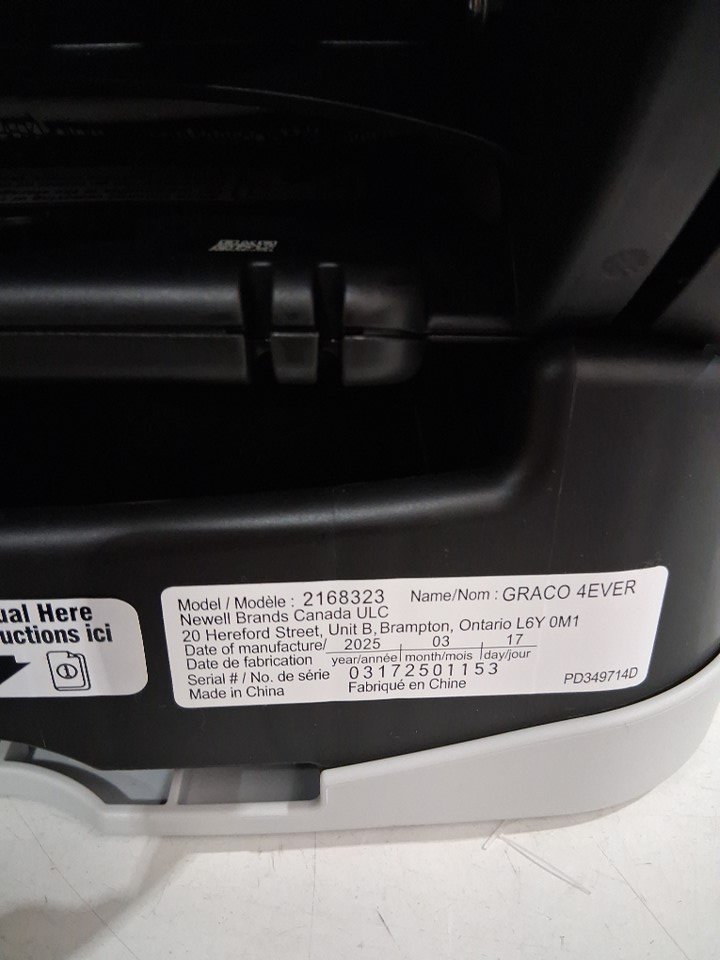 ual Here
uctions ici
Model / Modèle : 2168323 Name/Nom : GRACO 4EVER
Newell Brands Canada ULC
20 Hereford Street, Unit B, Brampton, Ontario L6Y 0M1
Date of manufacture/ 2025 03 17
Date de fabrication year/année month/mois day/jour
Serial # / No. de série 03172501153
Made in China Fabriqué en Chine PD349714D